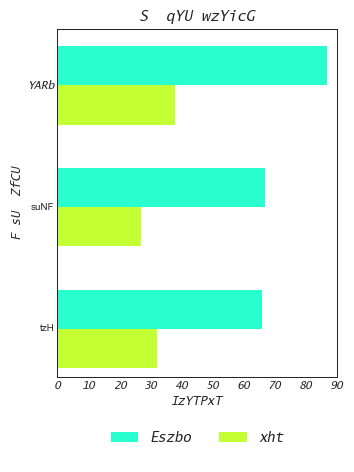 S  qYU wzYicG
YARb
suNF
tzH
F sU  ZfCU
0 10 20 30 40 50 60 70 80 90
IzYTPxT
Eszbo xht